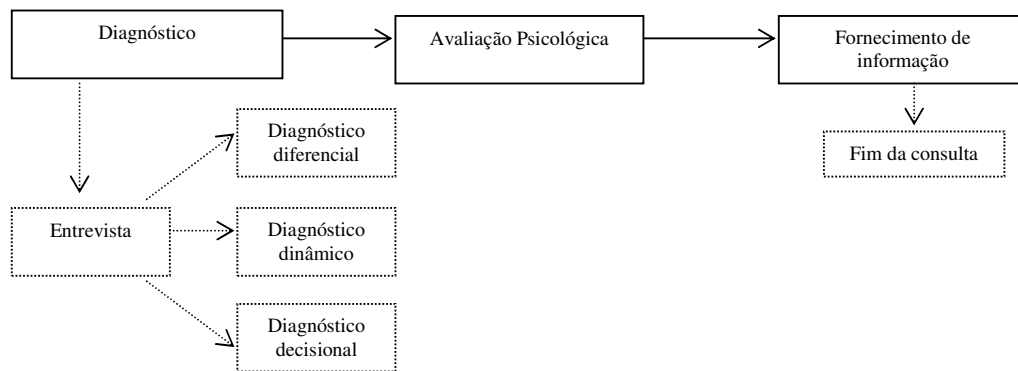 Diagnóstico
Avaliação Psicológica
Fornecimento de
informação
Diagnóstico
diferencial
Fim da consulta
Entrevista
Diagnóstico
dinâmico
Diagnóstico
decisional